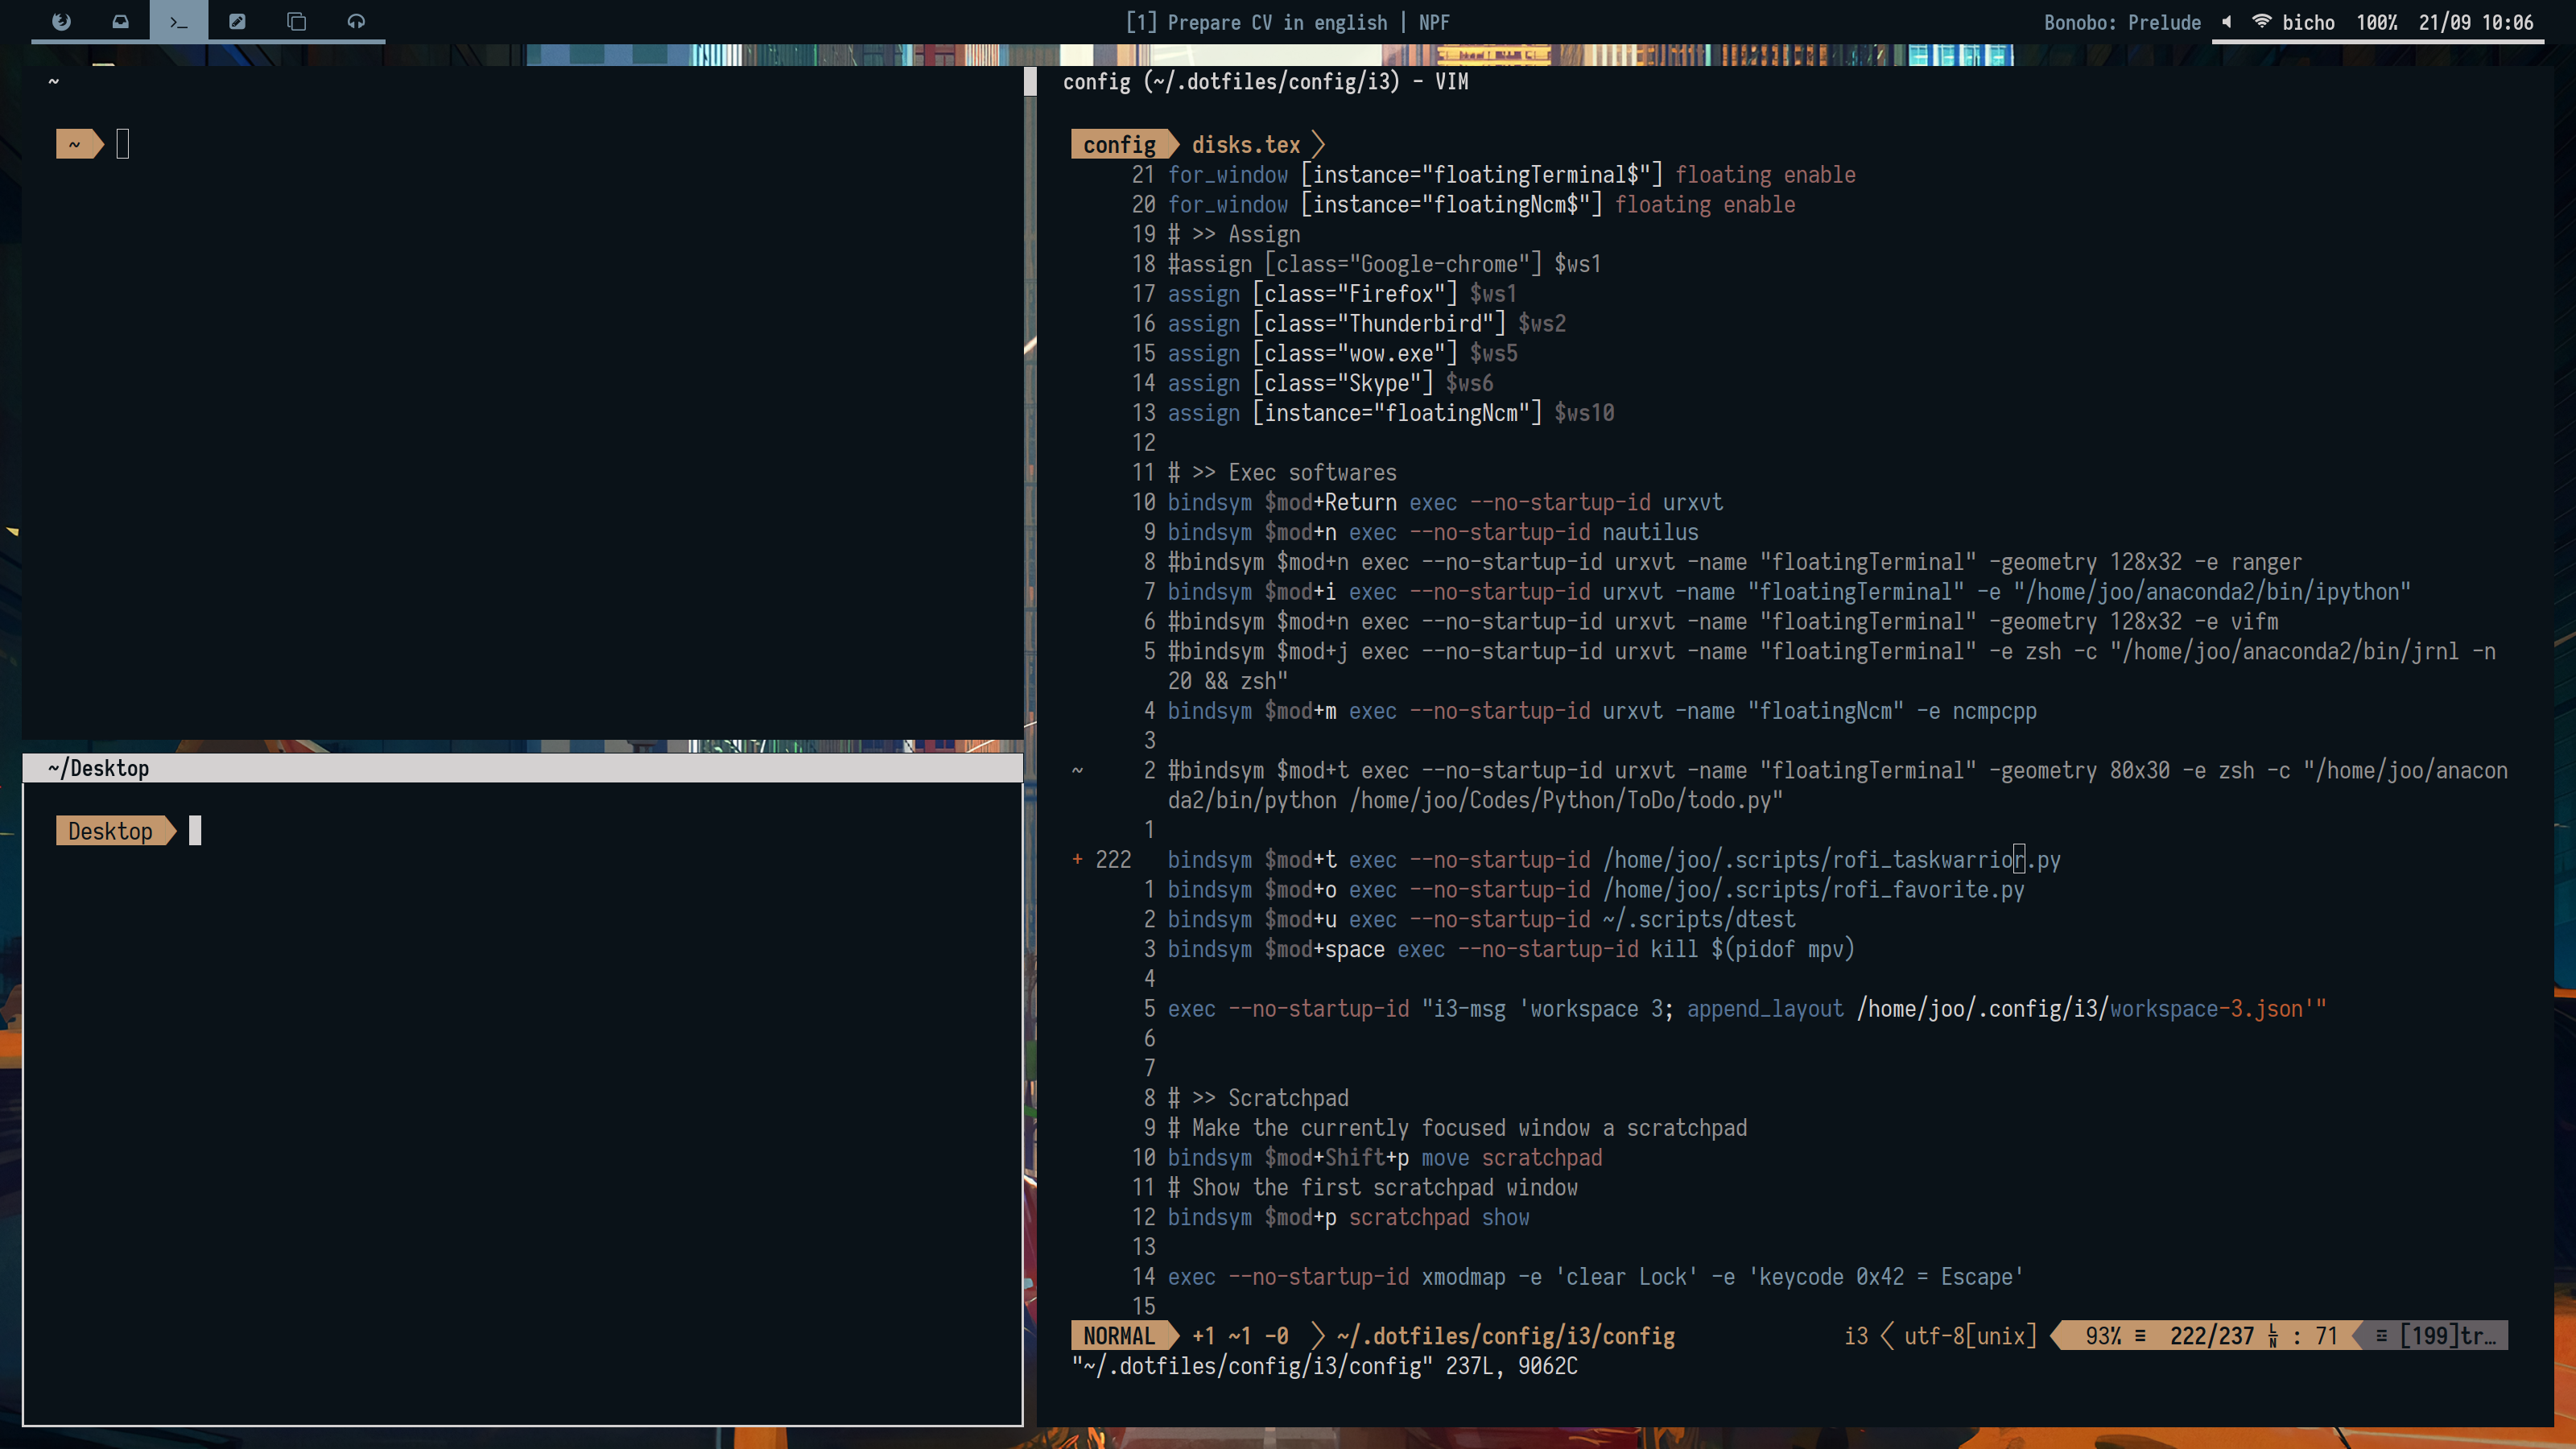 [1] Prepare CV in english | NPF
Bonobo: Prelude bicho 100% 21/09 10:06
~
~
~/Desktop
Desktop
config (~/.dotfiles/config/i3) - VIM
config disks.tex
21 for_window [instance="floatingTerminal$"] floating enable
20 for_window [instance="floatingNcm$"] floating enable
19 # >> Assign
18 #assign [class="Google-chrome"] $ws1
17 assign [class="Firefox"] $ws1
16 assign [class="Thunderbird"] $ws2
15 assign [class="wow.exe"] $ws5
14 assign [class="Skype"] $ws6
13 assign [instance="floatingNcm"] $ws10
12
11 # >> Exec softwares
10 bindsym $mod+Return exec --no-startup-id urxvt
9 bindsym $mod+n exec --no-startup-id nautilus
8 #bindsym $mod+n exec --no-startup-id urxvt -name "floatingTerminal" -geometry 128x32 -e ranger
7 bindsym $mod+i exec --no-startup-id urxvt -name "floatingTerminal" -e "/home/joo/anaconda2/bin/ipython"
6 #bindsym $mod+n exec --no-startup-id urxvt -name "floatingTerminal" -geometry 128x32 -e vifm
5 #bindsym $mod+j exec --no-startup-id urxvt -name "floatingTerminal" -e zsh -c "/home/joo/anaconda2/bin/jrnl -n
20 && zsh"
4 bindsym $mod+m exec --no-startup-id urxvt -name "floatingNcm" -e ncmpcpp
3
~ 2 #bindsym $mod+t exec --no-startup-id urxvt -name "floatingTerminal" -geometry 80x30 -e zsh -c "/home/joo/anacon
da2/bin/python /home/joo/Codes/Python/ToDo/todo.py"
1
+ 222 bindsym $mod+t exec --no-startup-id /home/joo/.scripts/rofi_taskwarrior.py
1 bindsym $mod+o exec --no-startup-id /home/joo/.scripts/rofi_favorite.py
2 bindsym $mod+u exec --no-startup-id ~/.scripts/dtest
3 bindsym $mod+space exec --no-startup-id kill $(pidof mpv)
4
5 exec --no-startup-id "i3-msg 'workspace 3; append_layout /home/joo/.config/i3/workspace-3.json'"
6
7
8 # >> Scratchpad
9 # Make the currently focused window a scratchpad
10 bindsym $mod+Shift+p move scratchpad
11 # Show the first scratchpad window
12 bindsym $mod+p scratchpad show
13
14 exec --no-startup-id xmodmap -e 'clear Lock' -e 'keycode 0x42 = Escape'
15
NORMAL +1 ~1 -0 ~/.dotfiles/config/i3/config i3 utf-8[unix] 93% ≡ 222/237 LN : 71 ≡ [199]tr…
"~/.dotfiles/config/i3/config" 237L, 9062C